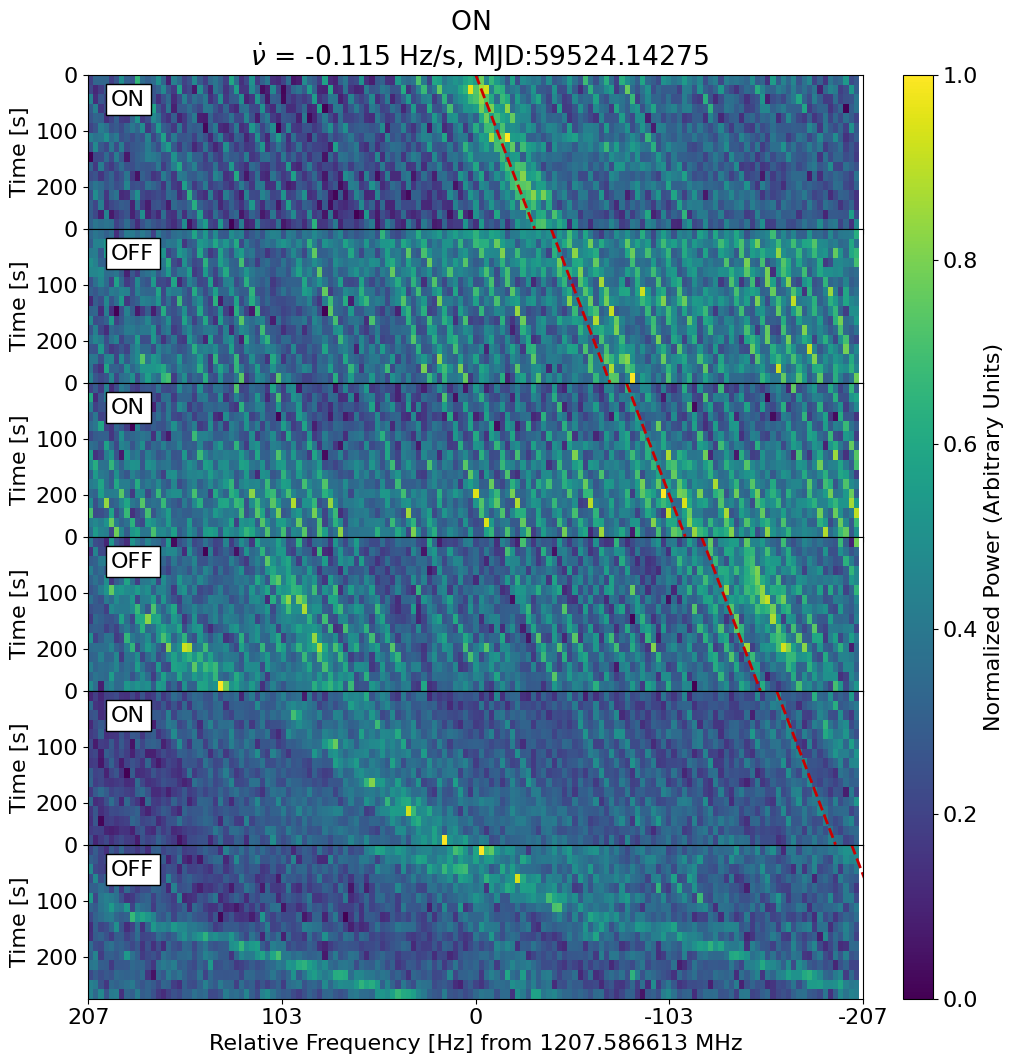 ON
ν̇ = -0.115 Hz/s, MJD:59524.14275
0
ON
100
Time [s]
200
0
OFF
100
Time [s]
200
0
ON
100
Time [s]
200
0
OFF
100
Time [s]
200
0
ON
100
Time [s]
200
0
OFF
100
Time [s]
200
207 103 0 -103 -207
Relative Frequency [Hz] from 1207.586613 MHz
1.0
0.8
0.6
0.4
0.2
0.0
Normalized Power (Arbitrary Units)